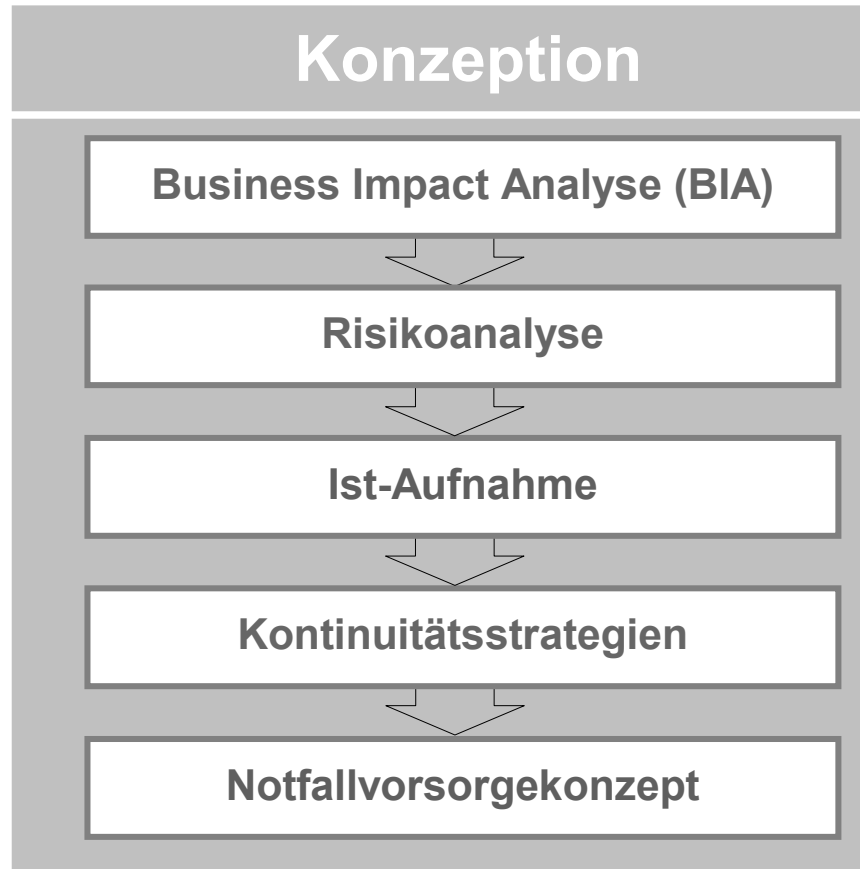 Konzeption
Business Impact Analyse (BIA)
Risikoanalyse
Ist-Aufnahme
Kontinuitätsstrategien
Notfallvorsorgekonzept